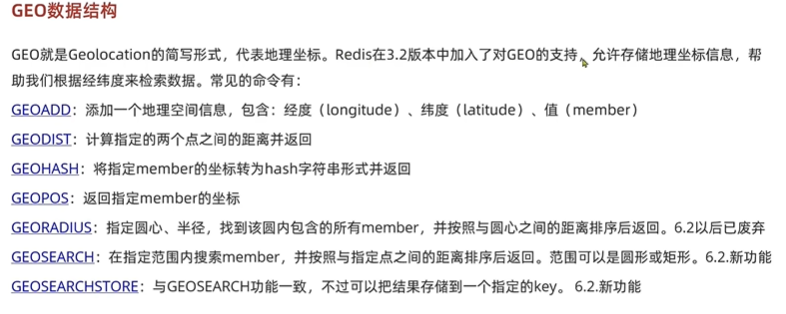 GEO数据结构
GEO就是Geolocation的简写形式，代表地理坐标。Redis在3.2版本中加入了对GEO的支持，允许存储地理坐标信息，帮
助我们根据经纬度来检索数据。常见的命令有：
GEOADD：添加一个地理空间信息，包含：经度（longitude）、纬度（latitude）、值（member）
GEODIST：计算指定的两个点之间的距离并返回
GEOHASH：将指定member的坐标转为hash字符串形式并返回
GEOPOS：返回指定member的坐标
GEORADIUS：指定圆心、半径，找到该圆内包含的所有member，并按照与圆心之间的距离排序后返回。6.2以后已废弃
GEOSEARCH：在指定范围内搜索member，并按照与指定点之间的距离排序后返回。范围可以是圆形或矩形。6.2.新功能
GEOSEARCHSTORE：与GEOSEARCH功能一致，不过可以把结果存储到一个指定的key。 6.2.新功能